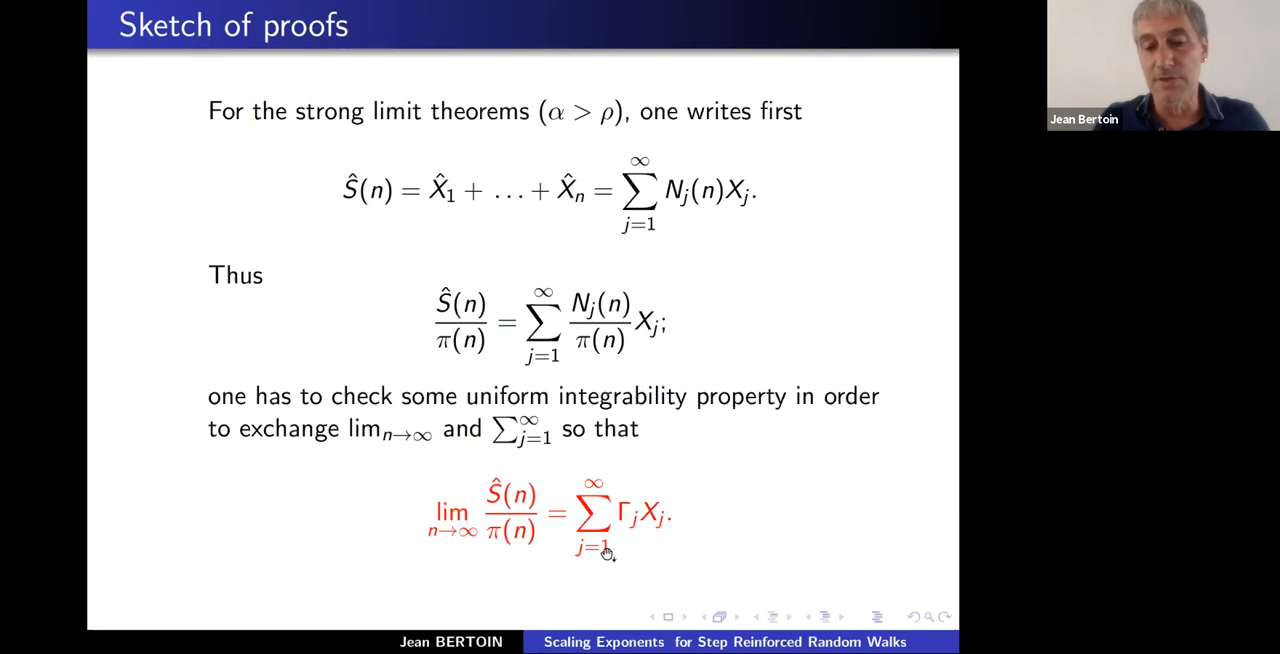 Sketch of proofs
Jean Bertoin
For the strong limit theorems (α > ρ), one writes first
Ŝ(n) = X̂₁ + … + X̂ₙ = ∑_{j=1}^{∞} N_j(n)X_j.
Thus
Ŝ(n)/π(n) = ∑_{j=1}^{∞} N_j(n)/π(n) X_j;
one has to check some uniform integrability property in order
to exchange lim_{n→∞} and ∑_{j=1}^{∞} so that
lim_{n→∞} Ŝ(n)/π(n) = ∑_{j=1}^{∞} Γ_j X_j.
Jean BERTOIN
Scaling Exponents for Step Reinforced Random Walks